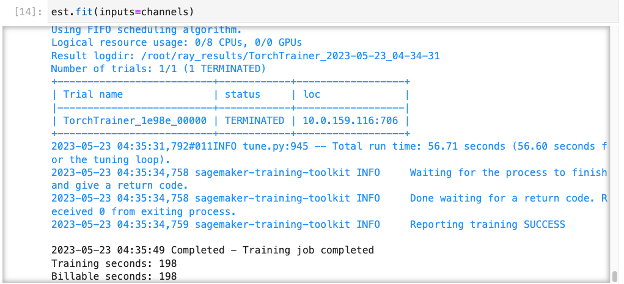 [14]: est.fit(inputs=channels)
Using FIFO scheduling algorithm.
Logical resource usage: 0/8 CPUs, 0/0 GPUs
Result logdir: /root/ray_results/TorchTrainer_2023-05-23_04-34-31
Number of trials: 1/1 (1 TERMINATED)
+--------------------------+------------+-------------------+
| Trial name | status | loc |
|--------------------------+------------+-------------------|
| TorchTrainer_1e98e_00000 | TERMINATED | 10.0.159.116:706 |
+--------------------------+------------+-------------------+
2023-05-23 04:35:31,792#011INFO tune.py:945 -- Total run time: 56.71 seconds (56.60 seconds f
or the tuning loop).
2023-05-23 04:35:34,758 sagemaker-training-toolkit INFO Waiting for the process to finish
and give a return code.
2023-05-23 04:35:34,758 sagemaker-training-toolkit INFO Done waiting for a return code. R
eceived 0 from exiting process.
2023-05-23 04:35:34,759 sagemaker-training-toolkit INFO Reporting training SUCCESS
2023-05-23 04:35:49 Completed - Training job completed
Training seconds: 198
Billable seconds: 198